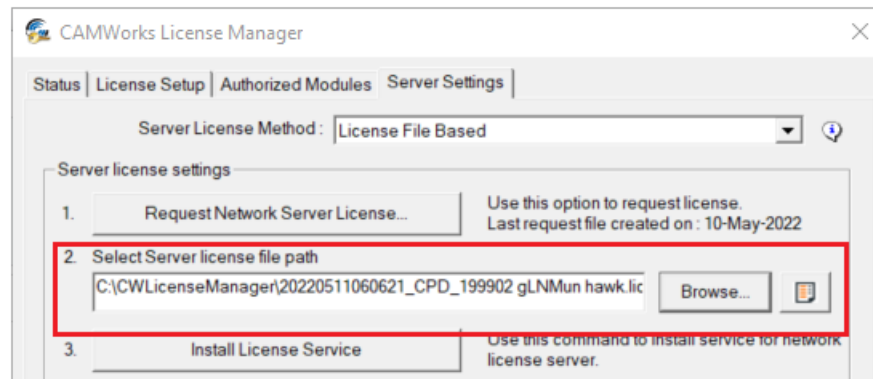 CAMWorks License Manager
Status License Setup Authorized Modules Server Settings
Server License Method : License File Based
Server license settings
1. Request Network Server License... Use this option to request license.
Last request file created on : 10-May-2022
2. Select Server license file path
C:\CWLicenseManager\20220511060621_CPD_199902 gLNMun hawk.lic Browse...
3. Install License Service Use this command to install service for network
license server.